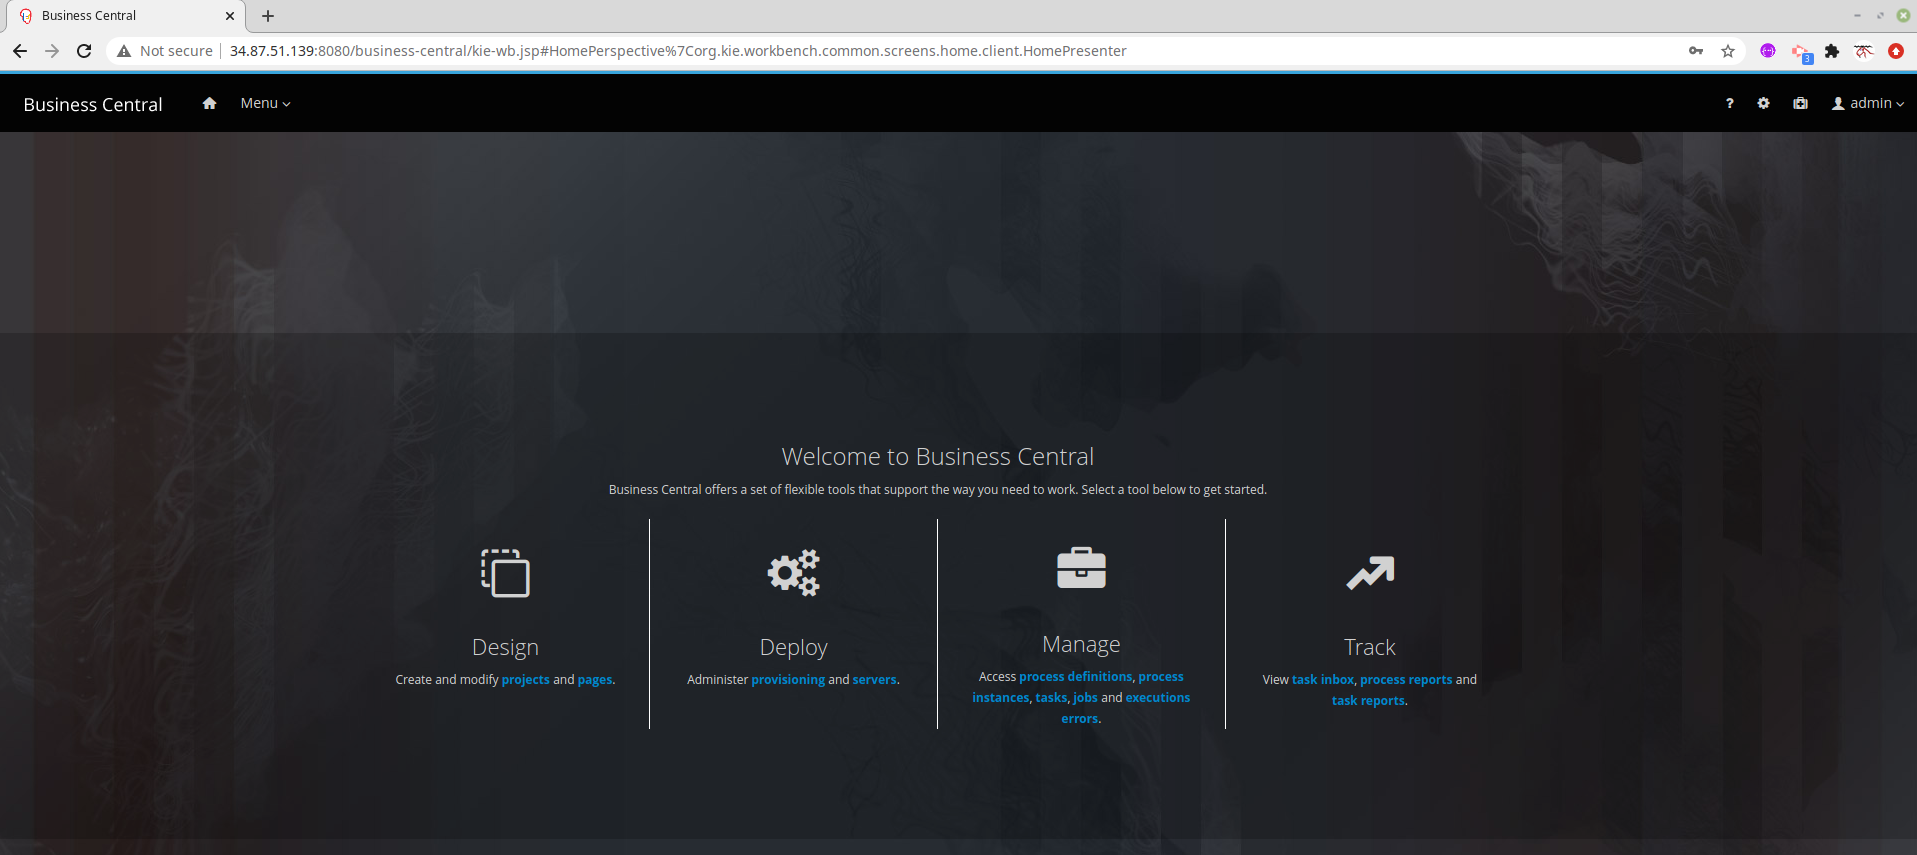 Business Central
Not secure 34.87.51.139:8080/business-central/kie-wb.jsp#HomePerspective%7Corg.kie.workbench.common.screens.home.client.HomePresenter
3
Business Central Menu ? admin
Welcome to Business Central
Business Central offers a set of flexible tools that support the way you need to work. Select a tool below to get started.
Design
Create and modify projects and pages.
Deploy
Administer provisioning and servers.
Manage
Access process definitions, process
instances, tasks, jobs and executions
errors.
Track
View task inbox, process reports and
task reports.